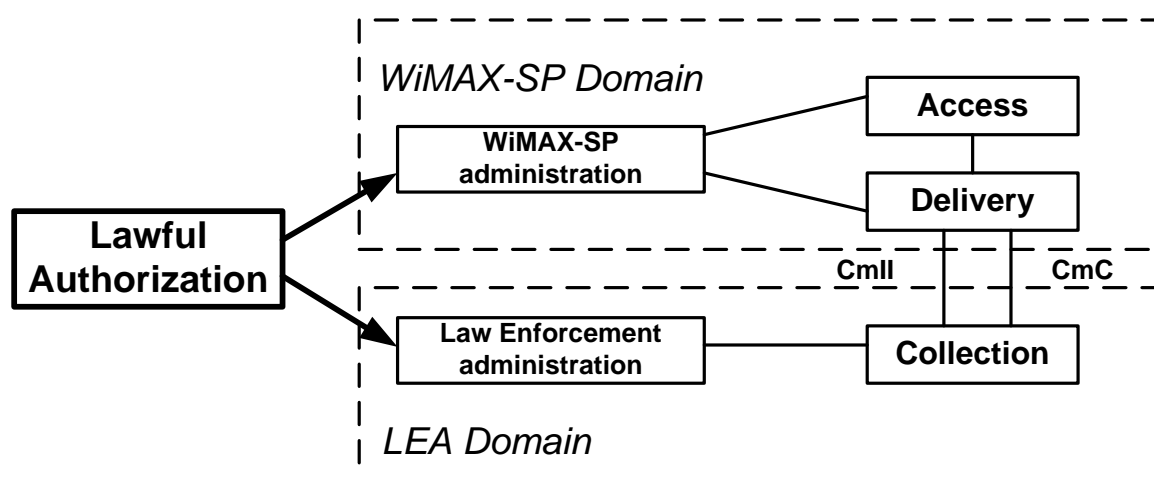 WiMAX-SP Domain
Access
WiMAX-SP
administration
Delivery
Lawful
Authorization
CmII
CmC
Law Enforcement
administration
Collection
LEA Domain